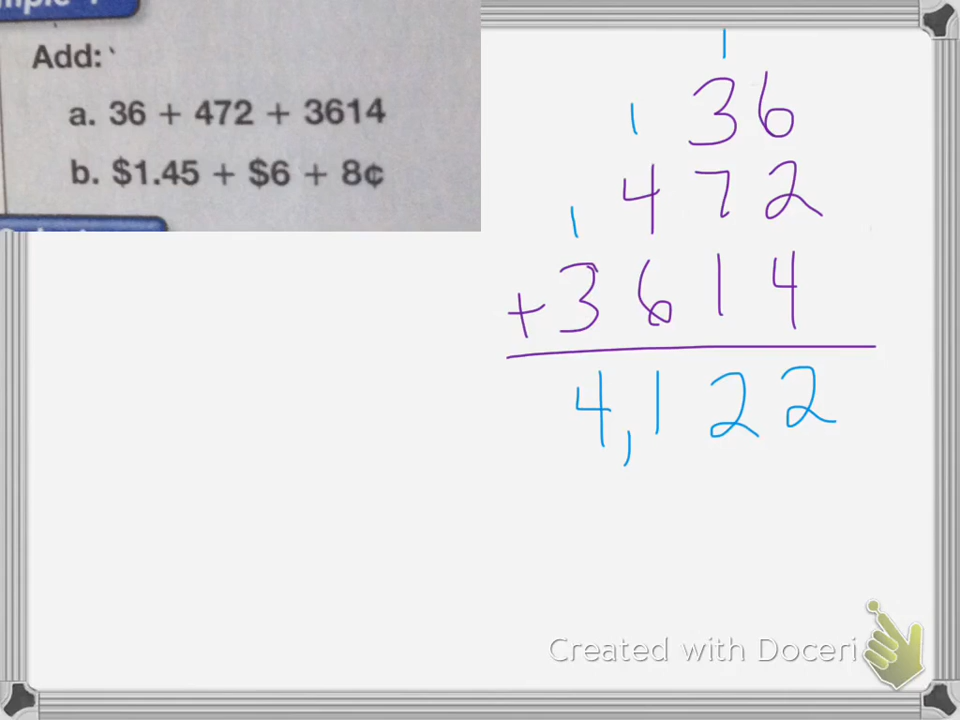 Add:
a. 36 + 472 + 3614
b. $1.45 + $6 + 8¢
1
1 36
1 472
+3614
4,122
Created with Doceri